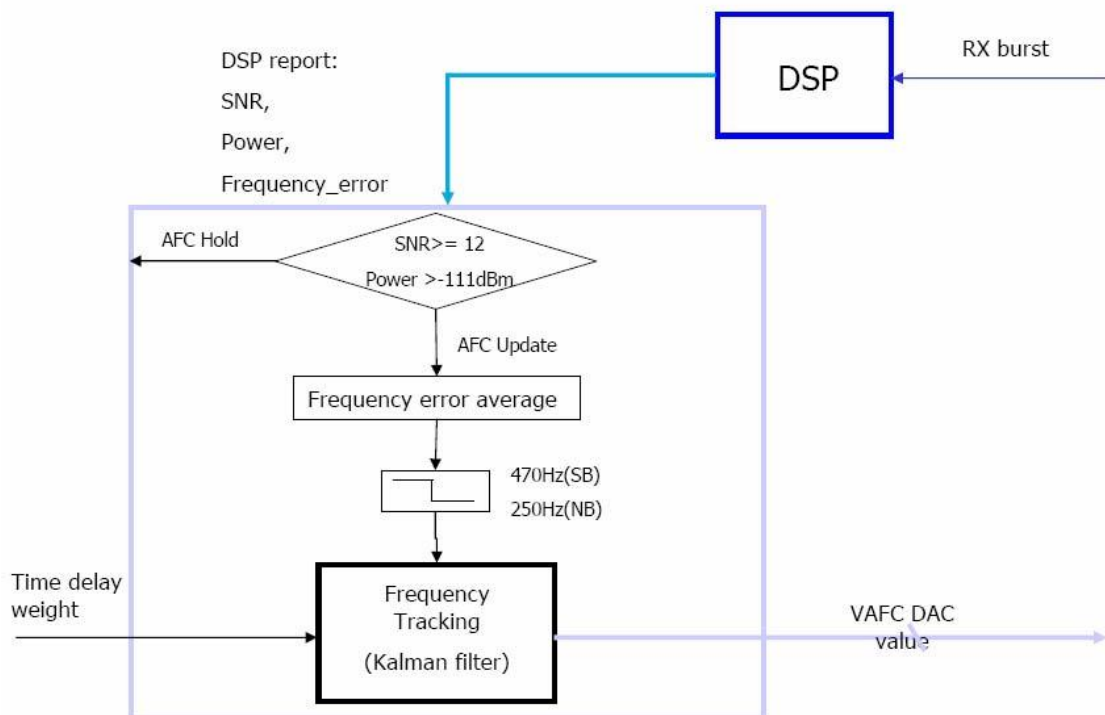 DSP
RX burst
DSP report:
SNR,
Power,
Frequency_error
AFC Hold
SNR>= 12
Power >-111dBm
AFC Update
Frequency error average
470Hz(SB)
250Hz(NB)
Time delay
weight
Frequency
Tracking
(Kalman filter)
VAFC DAC
value